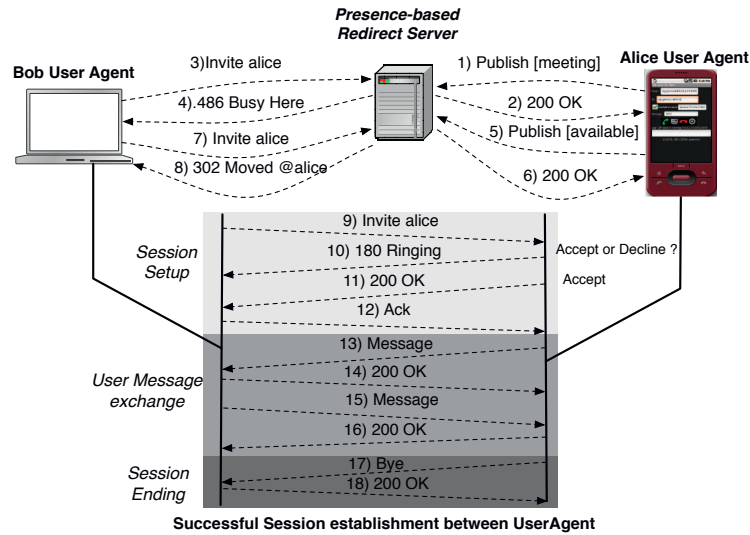 Presence-based
Redirect Server
Bob User Agent
Alice User Agent
3)Invite alice
1) Publish [meeting]
4).486 Busy Here
2) 200 OK
7) Invite alice
5) Publish [available]
8) 302 Moved @alice
6) 200 OK
9) Invite alice
Session
Setup
10) 180 Ringing
Accept or Decline ?
11) 200 OK
Accept
12) Ack
13) Message
User Message
exchange
14) 200 OK
15) Message
16) 200 OK
17) Bye
Session
Ending
18) 200 OK
Successful Session establishment between UserAgent